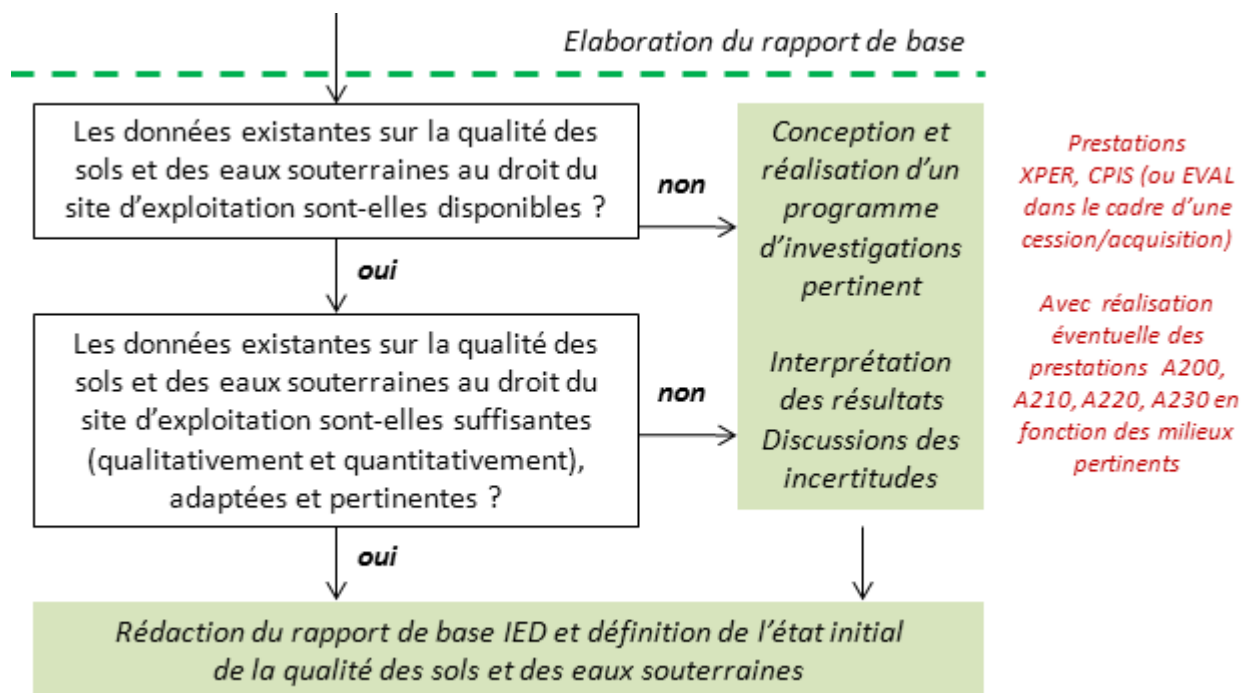 Elaboration du rapport de base
Les données existantes sur la qualité des
sols et des eaux souterraines au droit du
site d'exploitation sont-elles disponibles ?
non
oui
Conception et
réalisation d'un
programme
d'investigations
pertinent
Interprétation
des résultats
Discussions des
incertitudes
Prestations
XPER, CPIS (ou EVAL
dans le cadre d'une
cession/acquisition)
Avec réalisation
éventuelle des
prestations A200,
A210, A220, A230 en
fonction des milieux
pertinents
Les données existantes sur la qualité des
sols et des eaux souterraines au droit du
site d'exploitation sont-elles suffisantes
(qualitativement et quantitativement),
adaptées et pertinentes ?
non
oui
Rédaction du rapport de base IED et définition de l'état initial
de la qualité des sols et des eaux souterraines